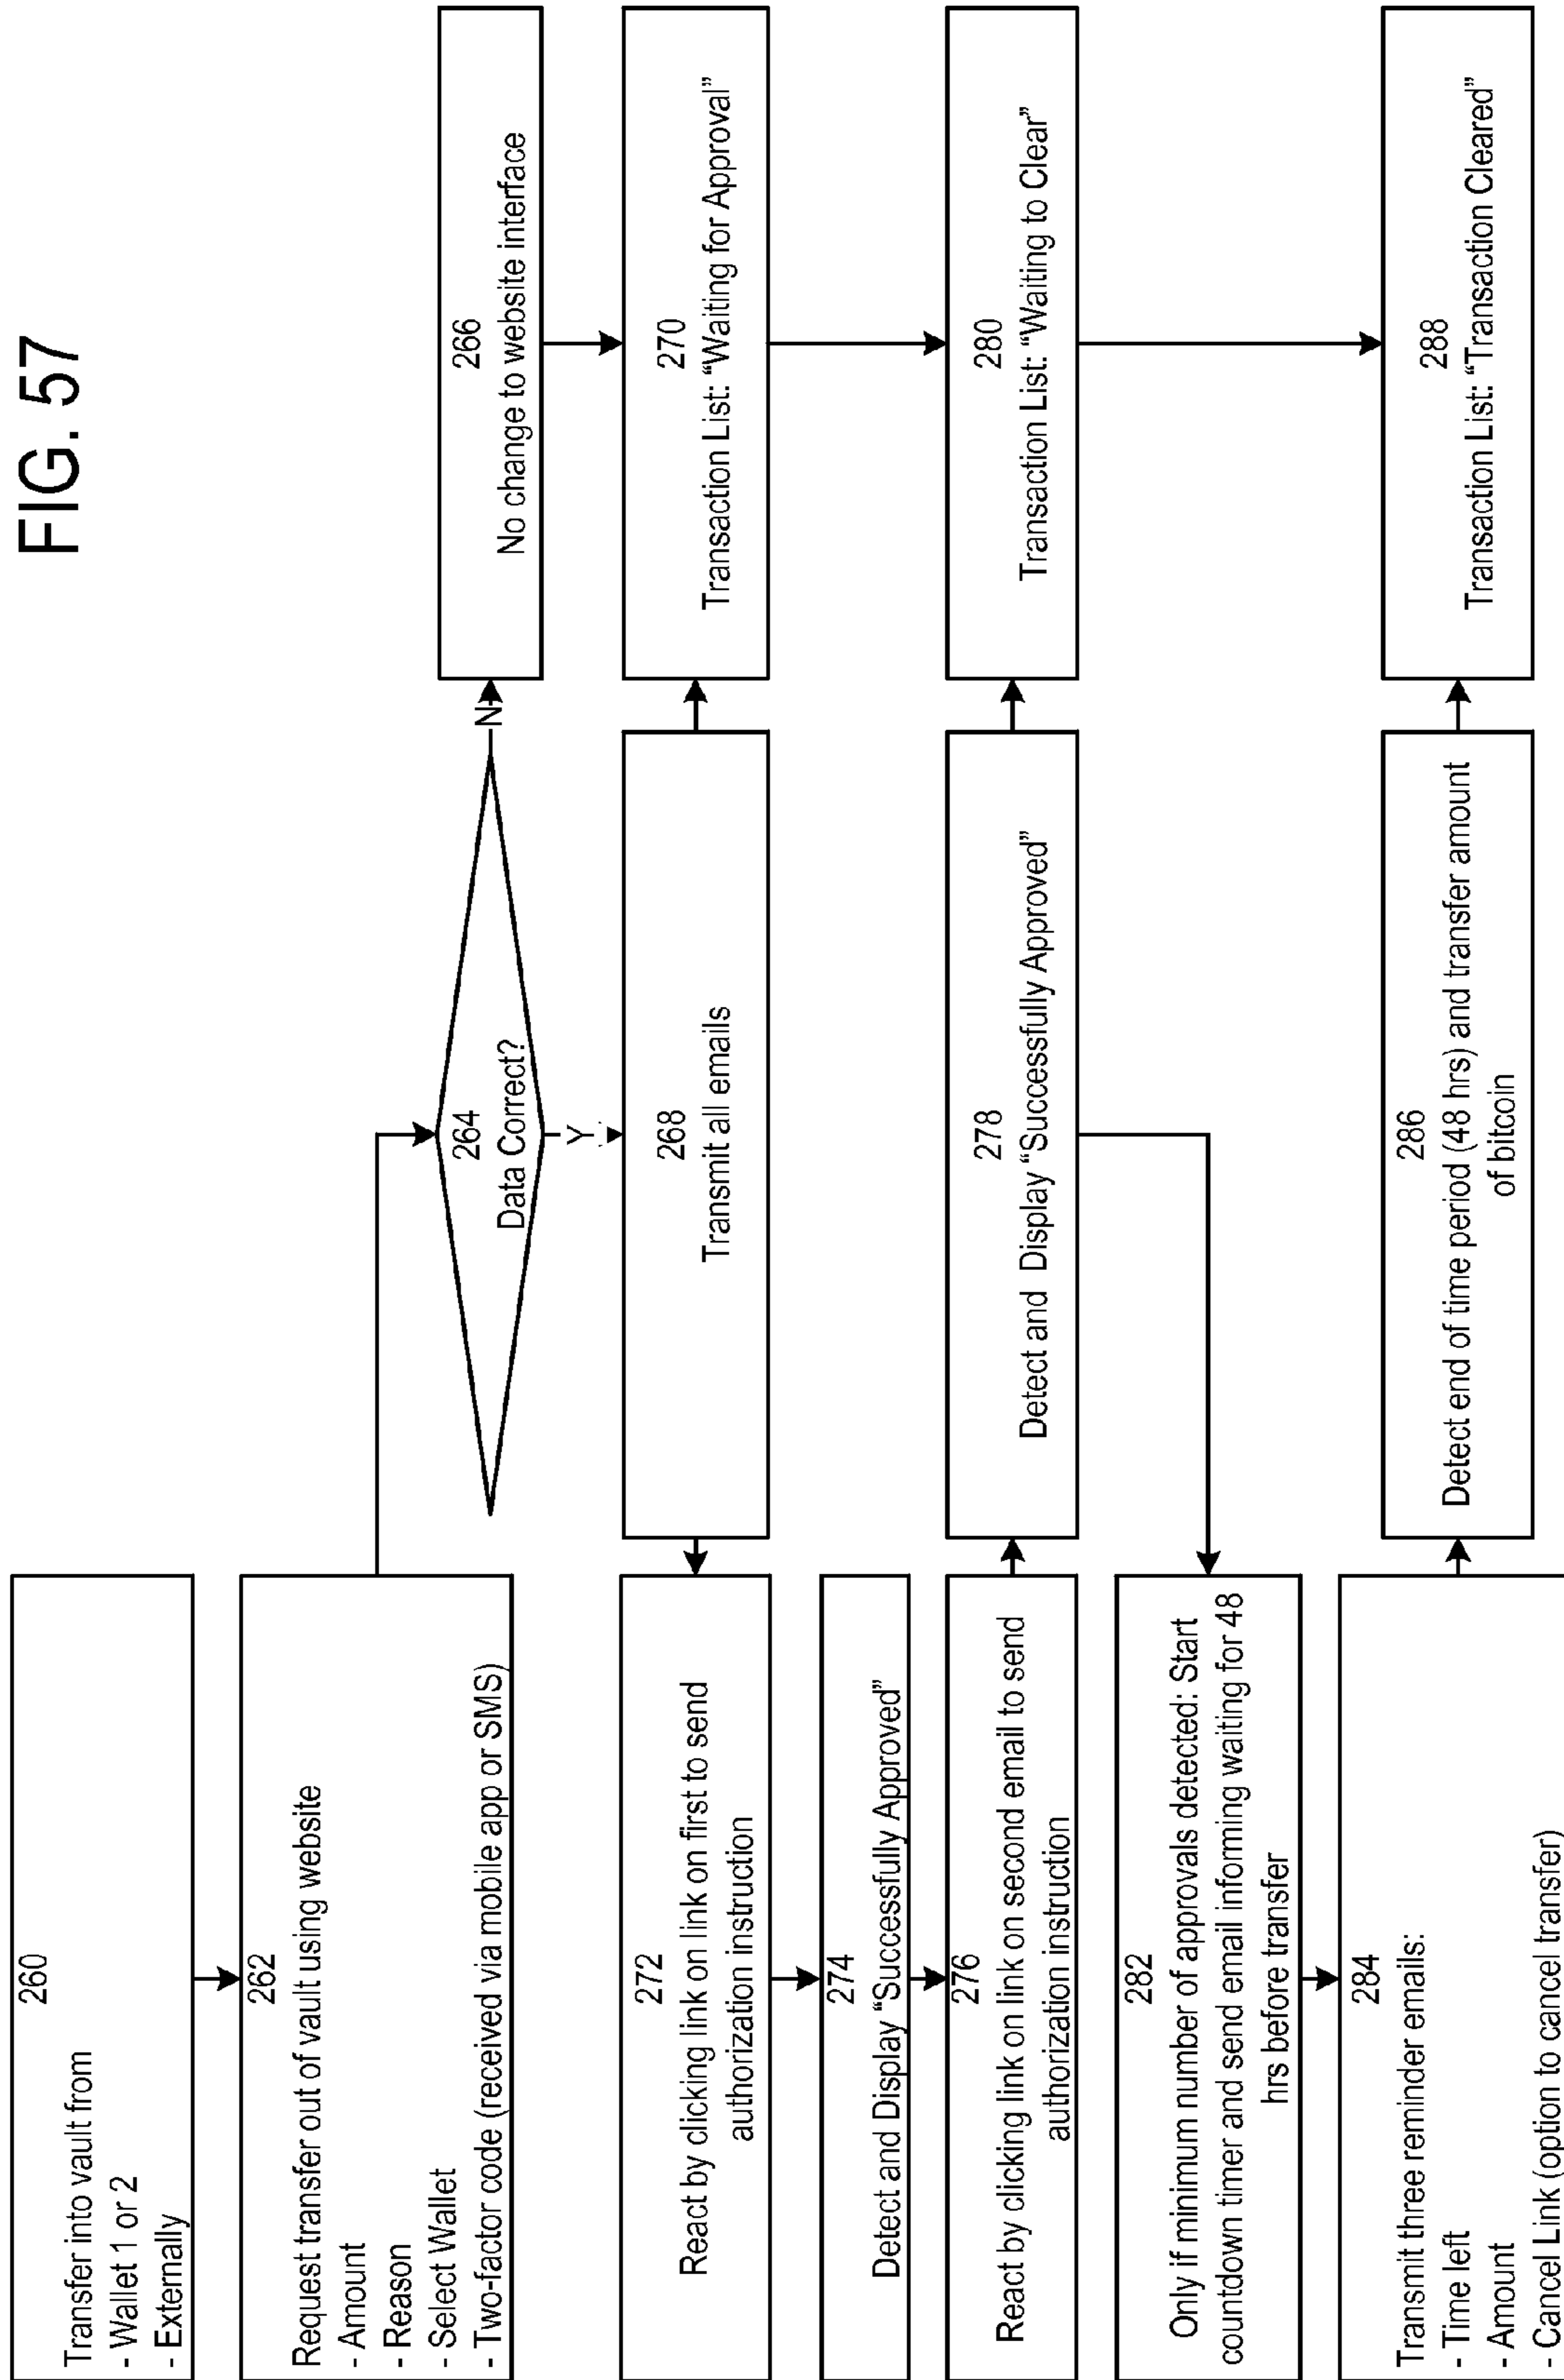 FIG. 57
260
Transfer into vault from
- Wallet 1 or 2
- Externally
262
Request transfer out of vault using website
- Amount
- Reason
- Select Wallet
- Two-factor code (received via mobile app or SMS)
264
Data Correct?
N
266
No change to website interface
Y
268
Transmit all emails
270
Transaction List: “Waiting for Approval”
272
React by clicking link on link on first to send
authorization instruction
274
Detect and Display “Successfully Approved”
276
React by clicking link on link on second email to send
authorization instruction
278
Detect and Display “Successfully Approved”
280
Transaction List: “Waiting to Clear”
282
Only if minimum number of approvals detected: Start
countdown timer and send email informing waiting for 48
hrs before transfer
284
Transmit three reminder emails:
- Time left
- Amount
- Cancel Link (option to cancel transfer)
286
Detect end of time period (48 hrs) and transfer amount
of bitcoin
288
Transaction List: “Transaction Cleared”